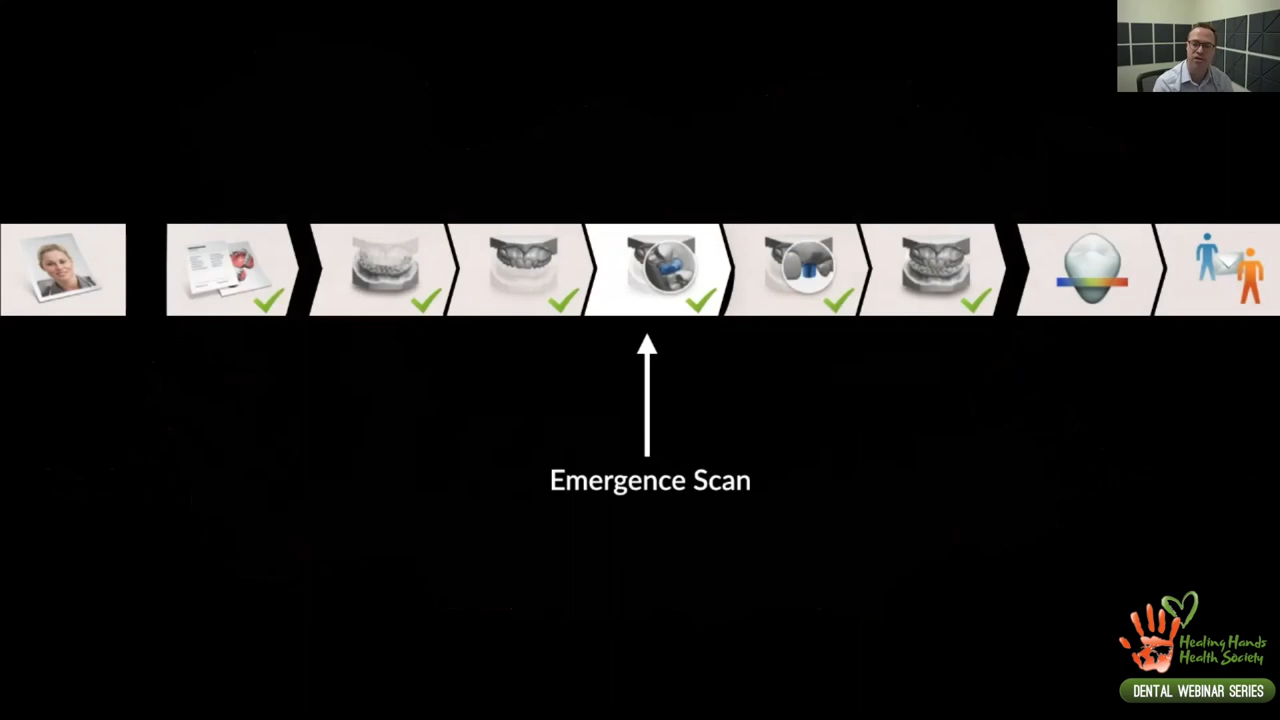 Emergence Scan
Healing Hands
Health Society
DENTAL WEBINAR SERIES